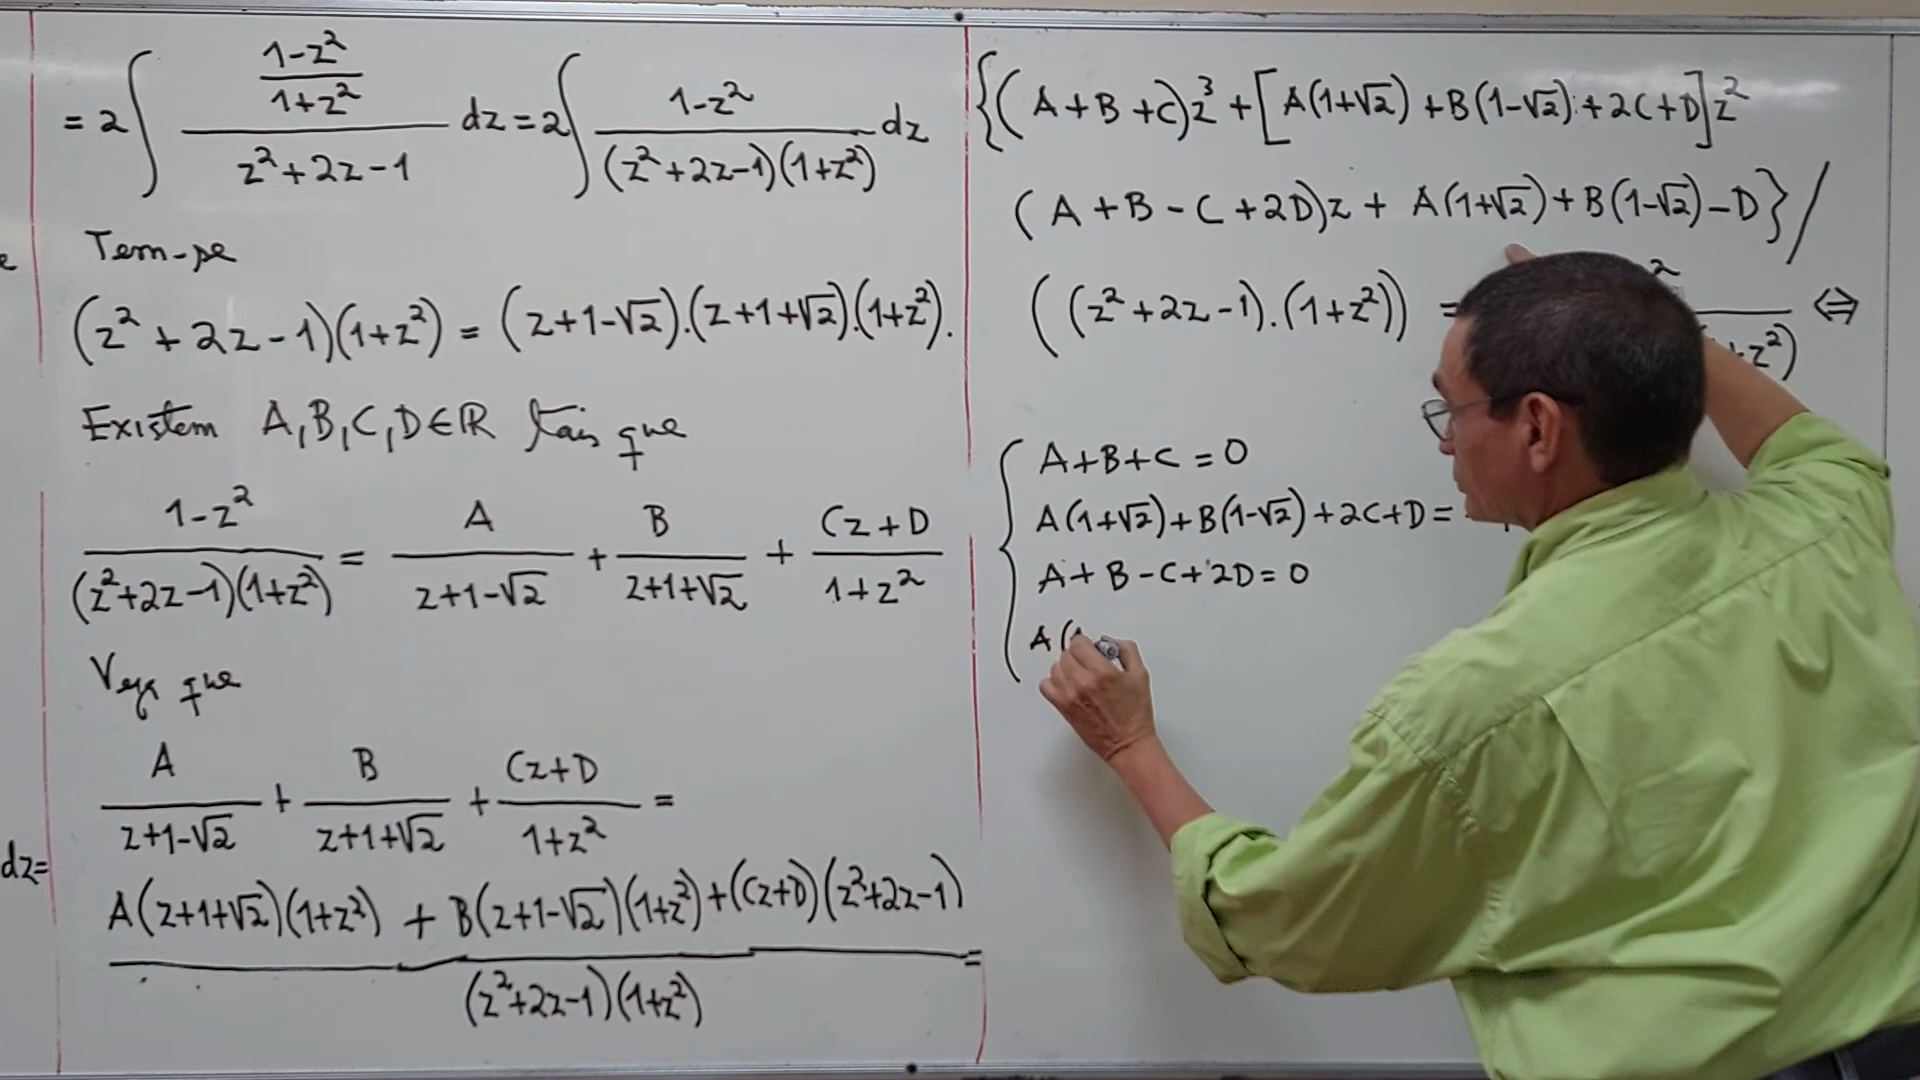 = 2∫ ((1-z²)/(1+z²))/(z²+2z-1) dz = 2∫ (1-z²)/((z²+2z-1)(1+z²)) dz
Tem-se
(z²+2z-1)(1+z²) = (z+1-√2).(z+1+√2).(1+z²).
Existem A,B,C,D∈ℝ tais que
(1-z²)/((z²+2z-1)(1+z²)) = A/(z+1-√2) + B/(z+1+√2) + (Cz+D)/(1+z²)
Veja que
A/(z+1-√2) + B/(z+1+√2) + (Cz+D)/(1+z²) =
dz=
(A(z+1+√2)(1+z²) + B(z+1-√2)(1+z²) + (Cz+D)(z²+2z-1))/((z²+2z-1)(1+z²)) =
{(A+B+C)z³ + [A(1+√2) + B(1-√2) + 2C+D]z²
(A+B-C+2D)z + A(1+√2) + B(1-√2) - D}/
((z²+2z-1).(1+z²)) = ⇔
A+B+C = 0
A(1+√2) + B(1-√2) + 2C+D =
A+B-C+2D = 0
A(